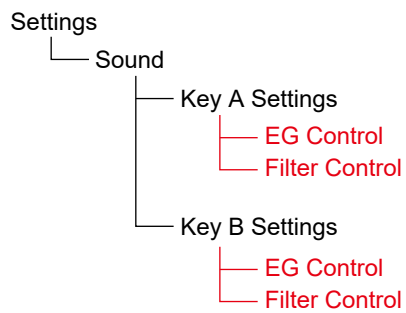 Settings
Sound
Key A Settings
EG Control
Filter Control
Key B Settings
EG Control
Filter Control